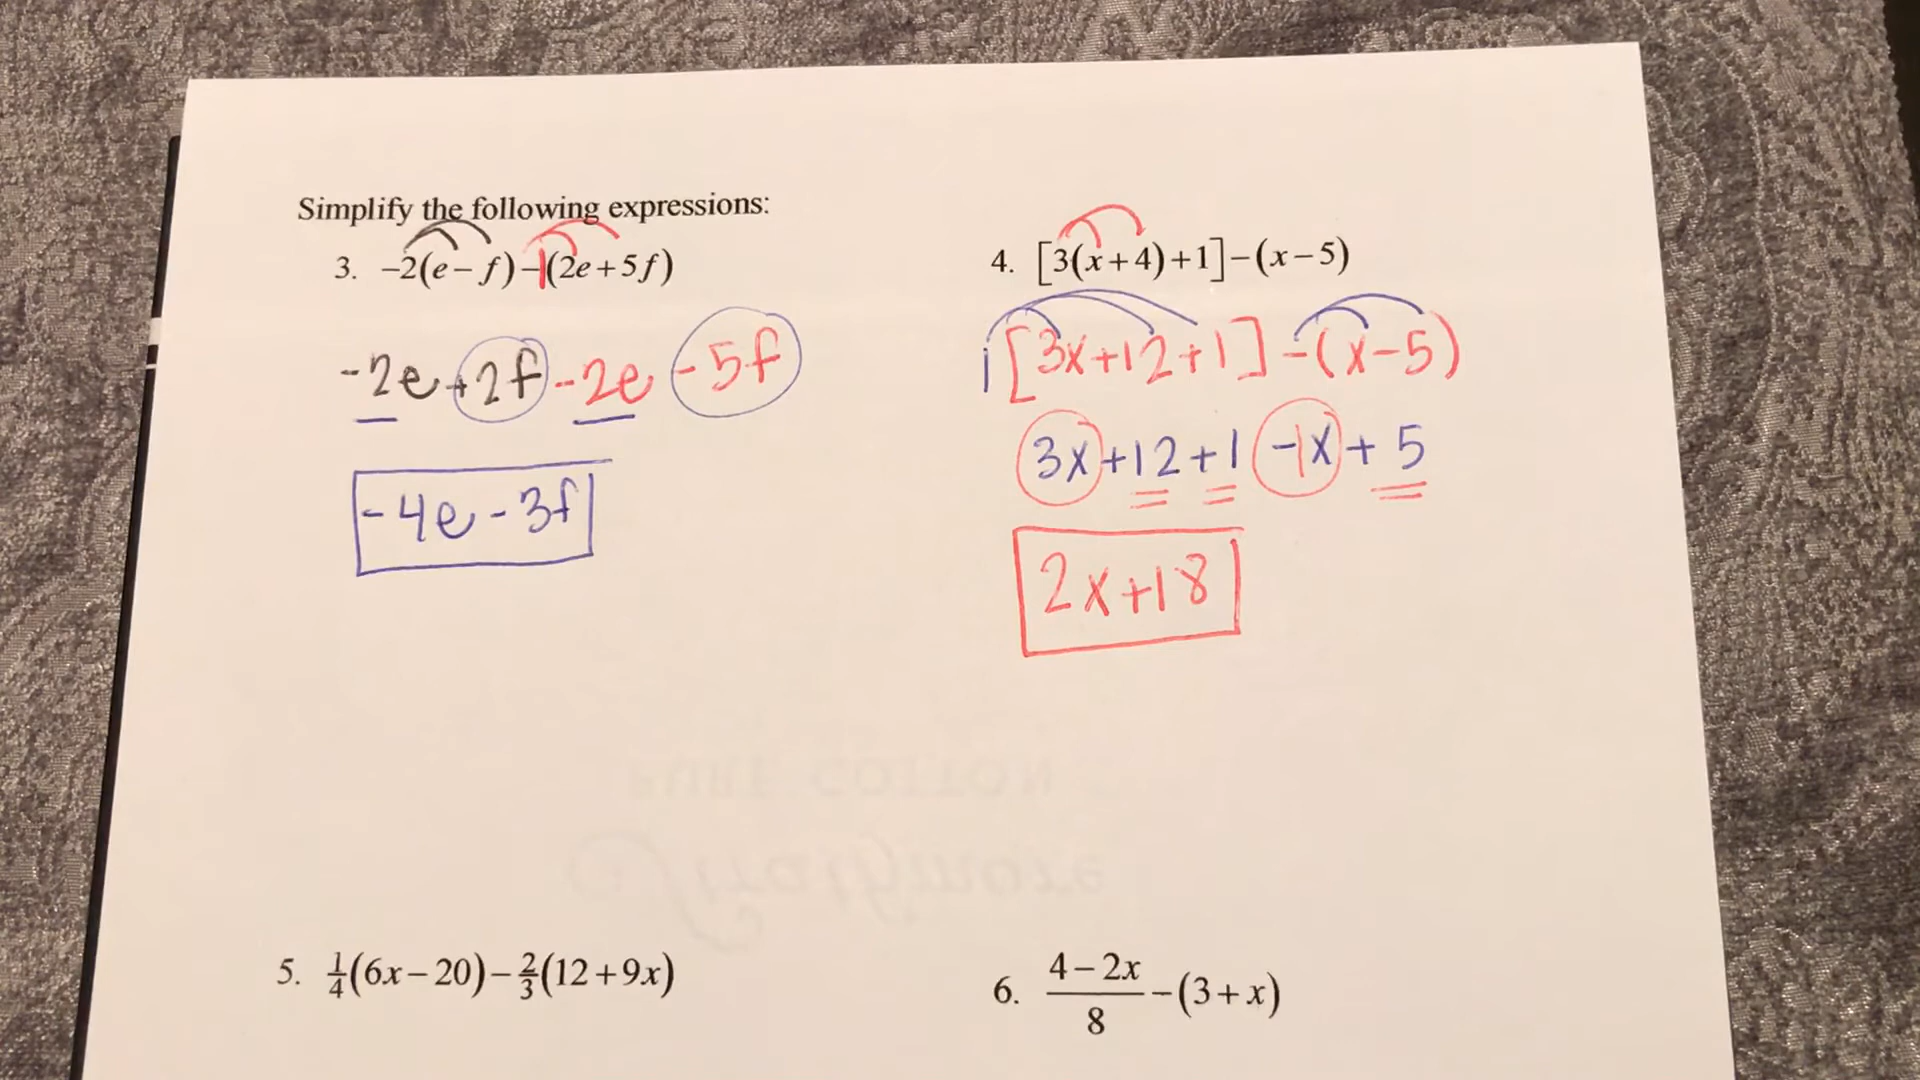 Simplify the following expressions:
3. −2(e−f)−1(2e+5f)
-2e+2f-2e-5f
-4e-3f
4. [3(x+4)+1]−(x−5)
1[3x+12+1]-(x-5)
3x+12+1-1x+5
2x+18
5. 1/4(6x−20)−2/3(12+9x)
6. (4−2x)/8−(3+x)